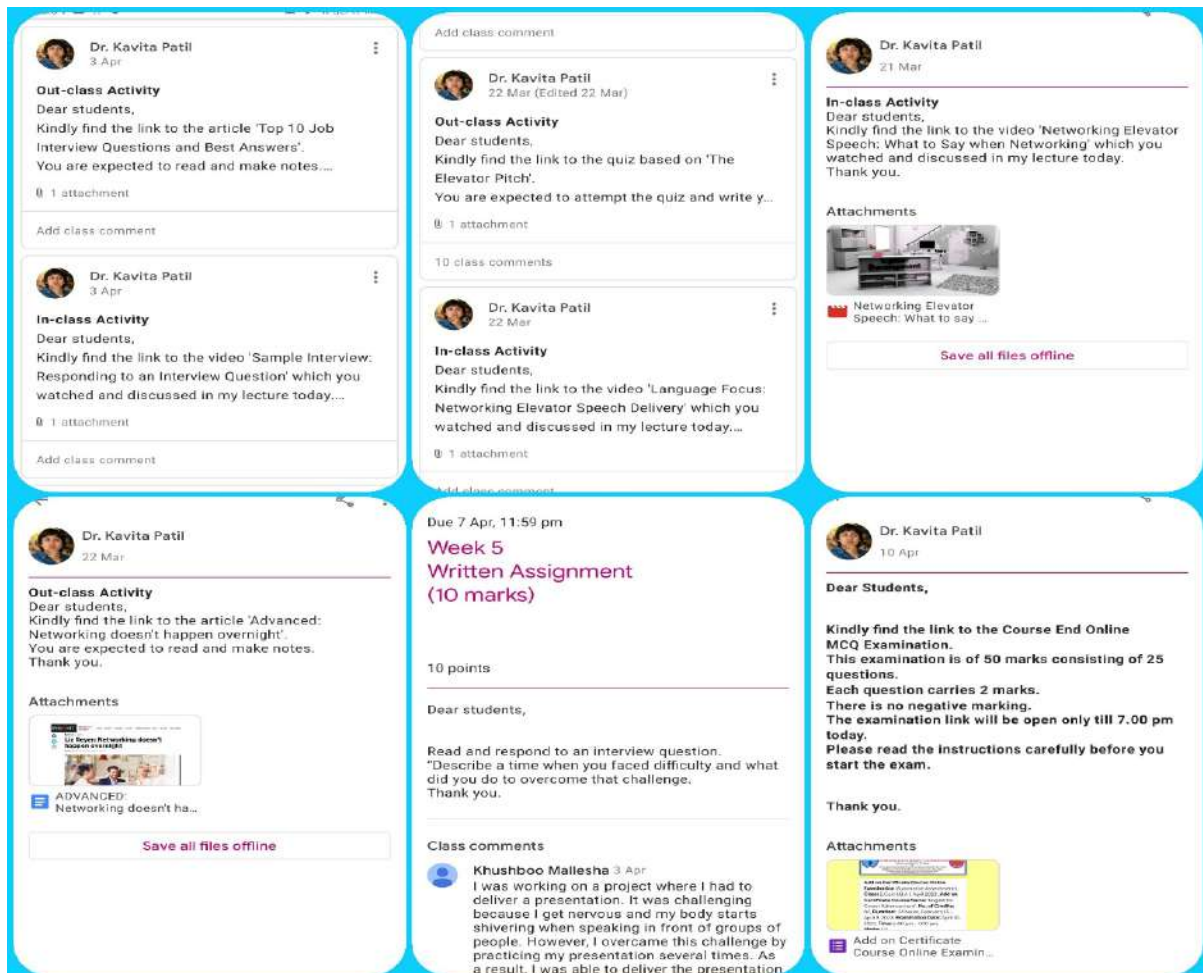 Dr. Kavita Patil
3 Apr
Out-class Activity
Dear students,
Kindly find the link to the article 'Top 10 Job
Interview Questions and Best Answers'.
You are expected to read and make notes....
1 attachment
Add class comment
Dr. Kavita Patil
3 Apr
In-class Activity
Dear students,
Kindly find the link to the video 'Sample Interview:
Responding to an Interview Question' which you
watched and discussed in my lecture today....
1 attachment
Add class comment
Add class comment
Dr. Kavita Patil
22 Mar (Edited 22 Mar)
Out-class Activity
Dear students,
Kindly find the link to the quiz based on 'The
Elevator Pitch'.
You are expected to attempt the quiz and write y...
1 attachment
10 class comments
Dr. Kavita Patil
22 Mar
In-class Activity
Dear students,
Kindly find the link to the video 'Language Focus:
Networking Elevator Speech Delivery' which you
watched and discussed in my lecture today....
1 attachment
Add class comment
Dr. Kavita Patil
21 Mar
In-class Activity
Dear students,
Kindly find the link to the video 'Networking Elevator
Speech: What to Say when Networking' which you
watched and discussed in my lecture today.
Thank you.
Attachments
Networking Elevator
Speech: What to say ...
Save all files offline
Dr. Kavita Patil
22 Mar
Out-class Activity
Dear students,
Kindly find the link to the article 'Advanced:
Networking doesn't happen overnight'.
You are expected to read and make notes.
Thank you.
Attachments
Liz Reyer: Networking doesn't
happen overnight
ADVANCED:
Networking doesn't ha...
Save all files offline
Due 7 Apr, 11:59 pm
Week 5
Written Assignment
(10 marks)
10 points
Dear students,
Read and respond to an interview question.
"Describe a time when you faced difficulty and what
did you do to overcome that challenge.
Thank you.
Class comments
Khushboo Mallesha 3 Apr
I was working on a project where I had to
deliver a presentation. It was challenging
because I get nervous and my body starts
shivering when speaking in front of groups of
people. However, I overcame this challenge by
practicing my presentation several times. As
a result, I was able to deliver the presentation
Dr. Kavita Patil
10 Apr
Dear Students,
Kindly find the link to the Course End Online
MCQ Examination.
This examination is of 50 marks consisting of 25
questions.
Each question carries 2 marks.
There is no negative marking.
The examination link will be open only till 7.00 pm
today.
Please read the instructions carefully before you
start the exam.
Thank you.
Attachments
Add on Certificate
Course Online Examin...